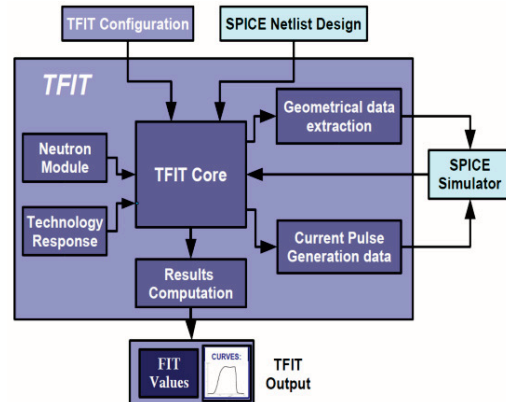 TFIT Configuration
SPICE Netlist Design
TFIT
Geometrical data
extraction
Neutron
Module
TFIT Core
SPICE
Simulator
Technology
Response
Current Pulse
Generation data
Results
Computation
FIT
Values
CURVES:
TFIT
Output